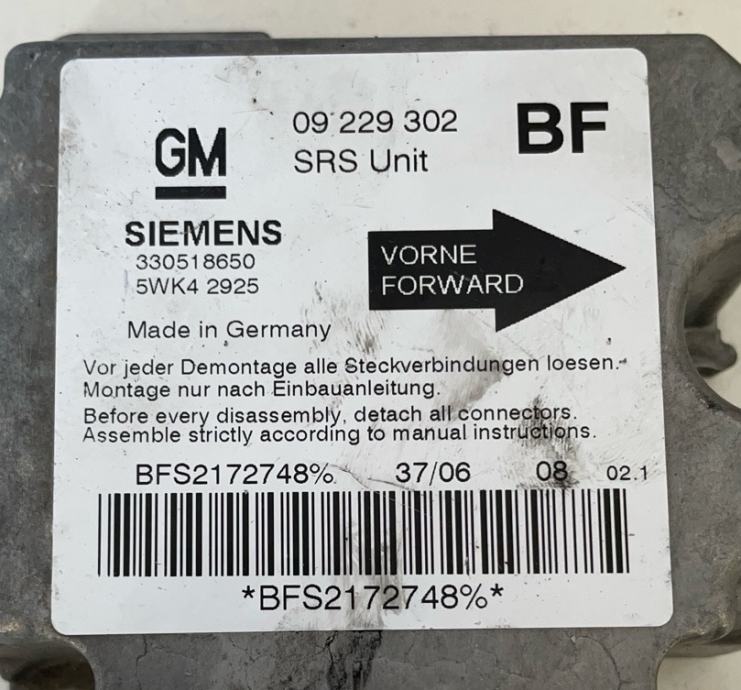 GM
09 229 302
SRS Unit
BF
SIEMENS
330518650
5WK4 2925
VORNE
FORWARD
Made in Germany
Vor jeder Demontage alle Steckverbindungen loesen.
Montage nur nach Einbauanleitung.
Before every disassembly, detach all connectors.
Assemble strictly according to manual instructions.
BFS2172748% 37/06 08 02.1
*BFS2172748%*